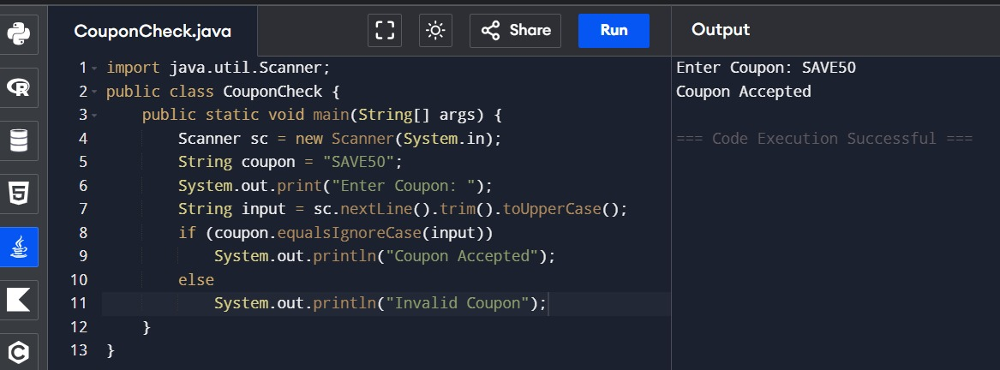 CouponCheck.java
Share
Run
Output
1 import java.util.Scanner;
2 public class CouponCheck {
3     public static void main(String[] args) {
4         Scanner sc = new Scanner(System.in);
5         String coupon = "SAVE50";
6         System.out.print("Enter Coupon: ");
7         String input = sc.nextLine().trim().toUpperCase();
8         if (coupon.equalsIgnoreCase(input))
9             System.out.println("Coupon Accepted");
10         else
11             System.out.println("Invalid Coupon");
12     }
13 }
Enter Coupon: SAVE50
Coupon Accepted
=== Code Execution Successful ===